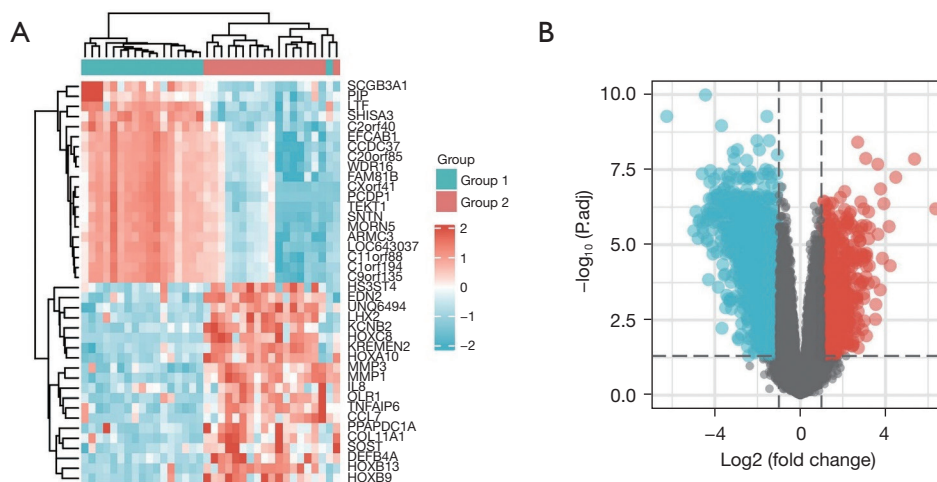 A
SCGB3A1
PIP
LTF
SHISA3
C2orf40
EFCAB1
CCDC37
C20orf85
WDR16
FAM81B
CXorf41
PCDP1
TEKT1
SNTN
MORN5
ARMC3
LOC643037
C11orf88
C1orf194
C9orf135
HS3ST4
EDN2
UNQ6494
LHX2
KCNB2
HOXC8
KREMEN2
HOXA10
MMP3
MMP1
IL8
OLR1
TNFAIP6
CCL7
PPAPDC1A
COL11A1
SOST
DEFB4A
HOXB13
HOXB9
Group
Group 1
Group 2
2
1
0
−1
−2
B
10.0
7.5
5.0
2.5
0.0
−log10 (P.adj)
−4 0 4
Log2 (fold change)